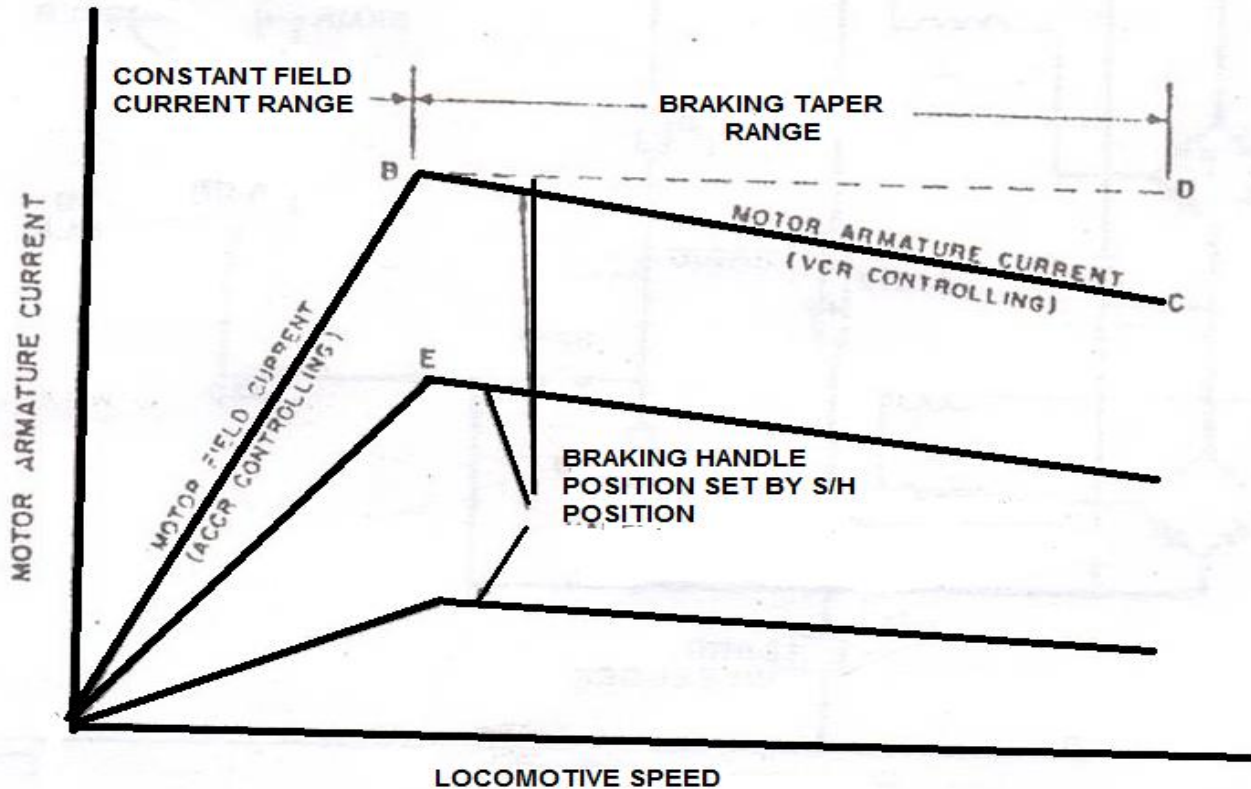 CONSTANT FIELD
CURRENT RANGE
BRAKING TAPER
RANGE
B
D
MOTOR ARMATURE CURRENT
(VCR CONTROLLING)
C
MOTOR ARMATURE CURRENT
MOTOR FIELD CURRENT
(ACCR CONTROLLING)
E
BRAKING HANDLE
POSITION SET BY S/H
POSITION
LOCOMOTIVE SPEED